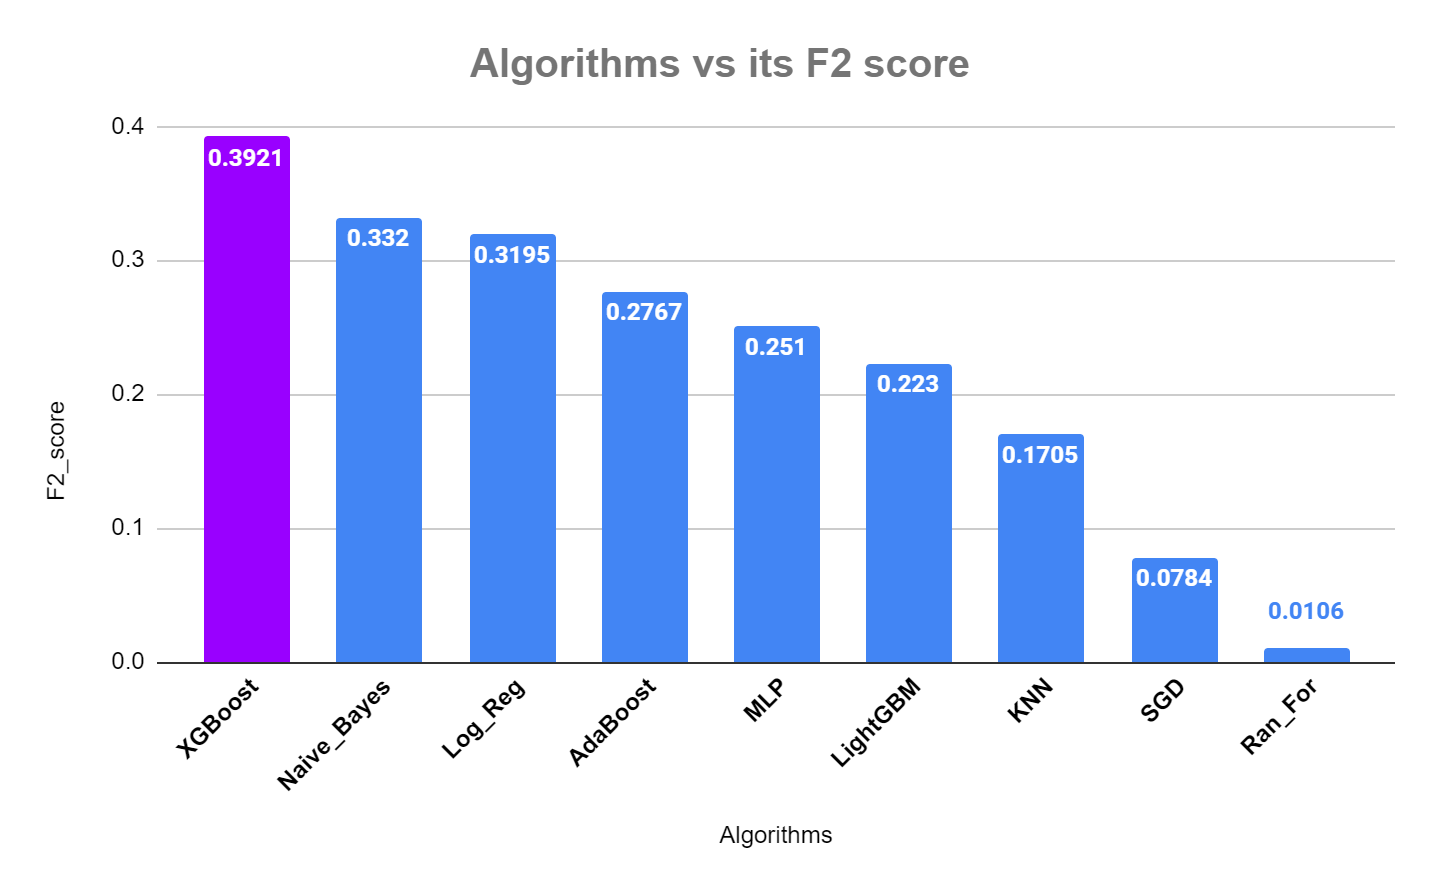 Algorithms vs its F2 score
0.4
0.3
0.2
0.1
0.0
F2_score
0.3921
0.332
0.3195
0.2767
0.251
0.223
0.1705
0.0784
0.0106
XGBoost
Naive_Bayes
Log_Reg
AdaBoost
MLP
LightGBM
KNN
SGD
Ran_For
Algorithms